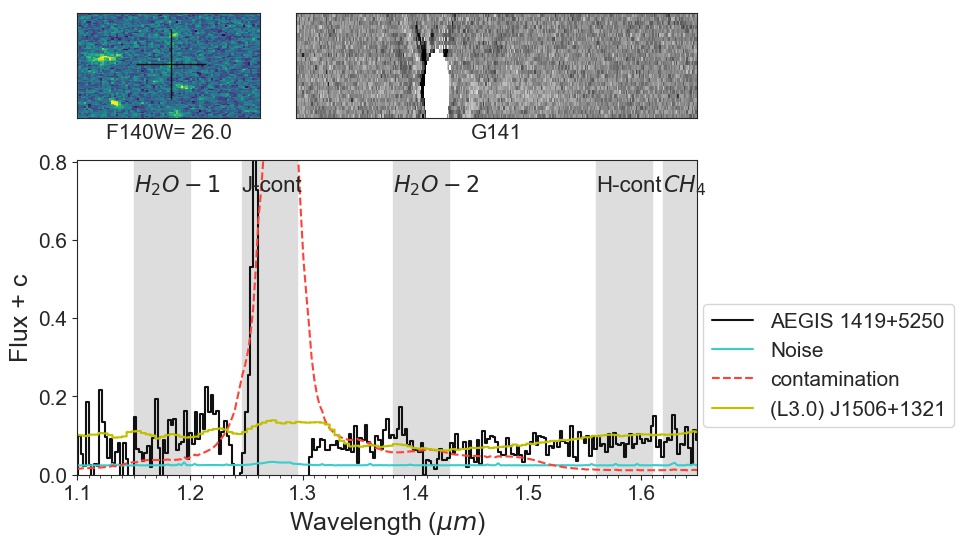 F140W= 26.0
G141
H₂O − 1
J-cont
H₂O − 2
H-cont
CH₄
Flux + c
0.8
0.6
0.4
0.2
0.0
1.1
1.2
1.3
1.4
1.5
1.6
Wavelength (μm)
AEGIS 1419+5250
Noise
contamination
(L3.0) J1506+1321